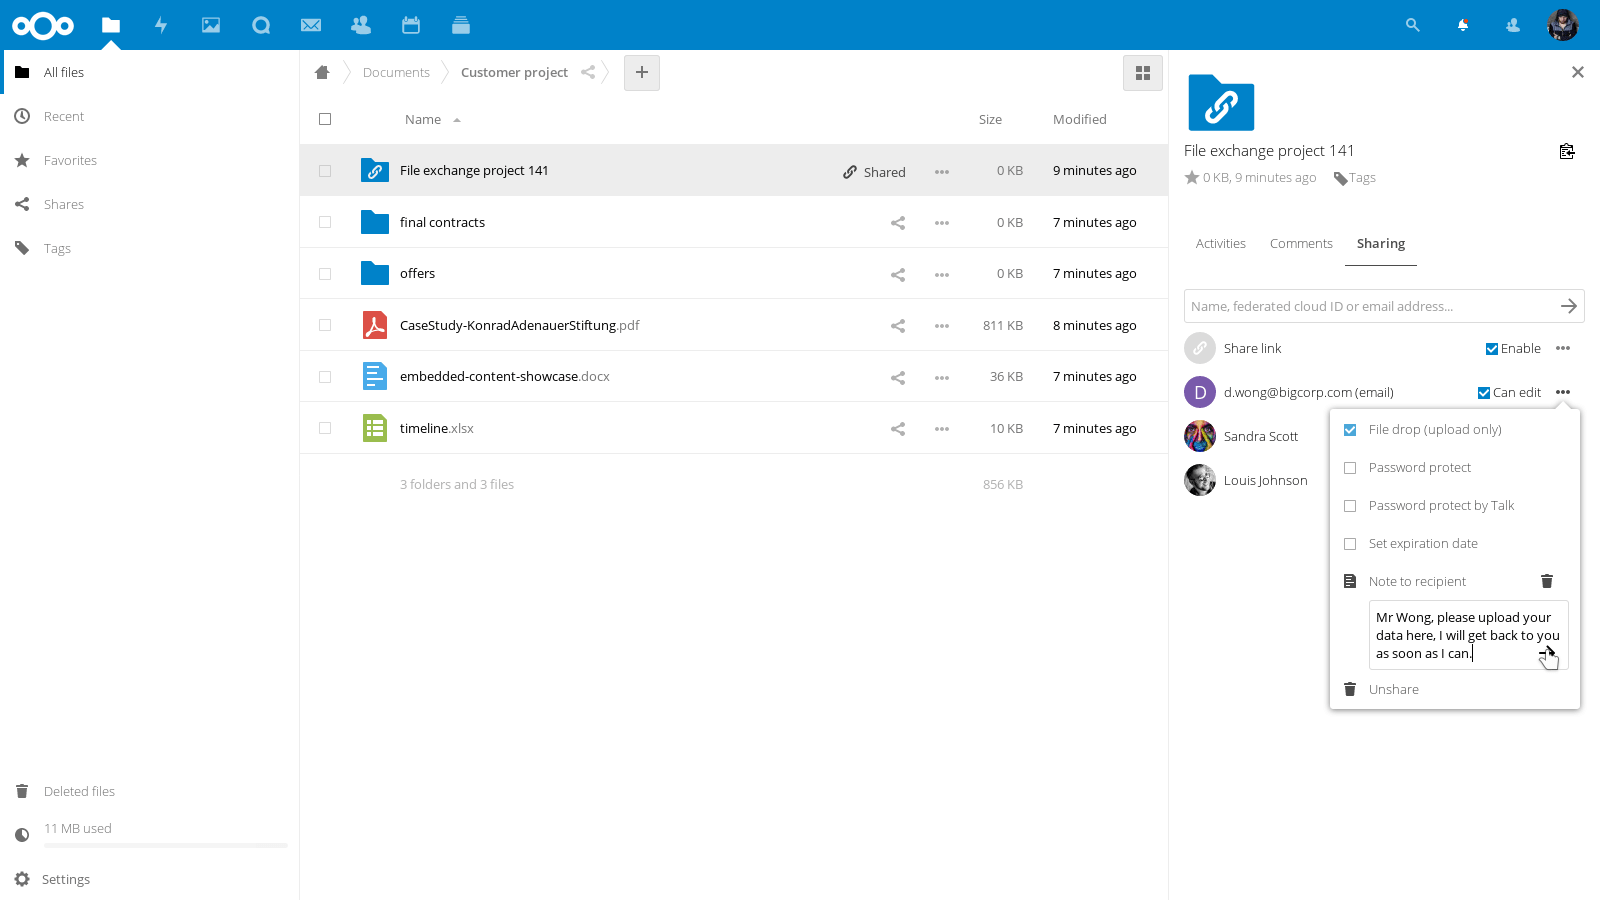 All files
Recent
Favorites
Shares
Tags
Deleted files
11 MB used
Settings
Documents
Customer project
Name
Size
Modified
File exchange project 141
Shared
0 KB
9 minutes ago
final contracts
0 KB
7 minutes ago
offers
0 KB
7 minutes ago
CaseStudy-KonradAdenauerStiftung.pdf
811 KB
8 minutes ago
embedded-content-showcase.docx
36 KB
7 minutes ago
timeline.xlsx
10 KB
7 minutes ago
3 folders and 3 files
856 KB
File exchange project 141
0 KB, 9 minutes ago
Tags
Activities
Comments
Sharing
Name, federated cloud ID or email address...
Share link
Enable
D
d.wong@bigcorp.com (email)
Can edit
Sandra Scott
Louis Johnson
File drop (upload only)
Password protect
Password protect by Talk
Set expiration date
Note to recipient
Mr Wong, please upload your
data here, I will get back to you
as soon as I can.
Unshare